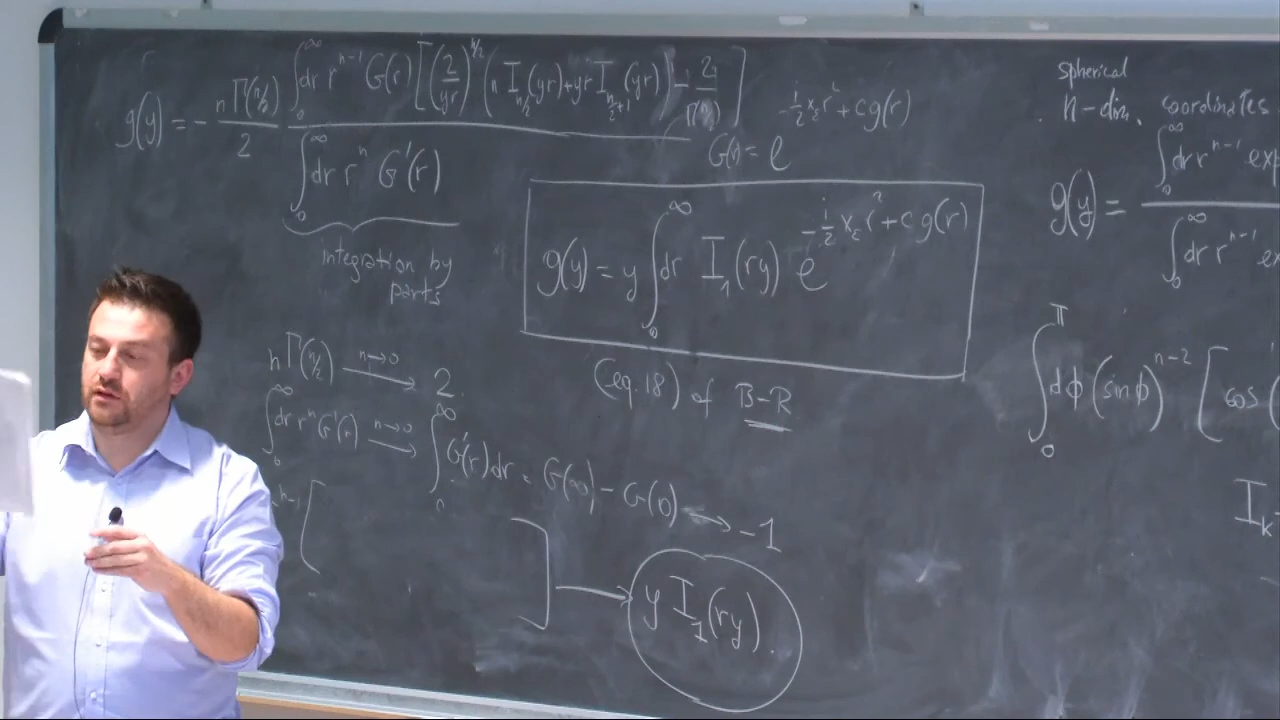 g(y) = - nΓ(n/2)/2 ∫₀^∞ dr r^{n-1} G(r) [ (2/yr)^{n/2} ( n I_{n/2}(yr) + yr I_{n/2+1}(yr) ) - 2/Γ(n/2) ] / ∫₀^∞ dr r^n G'(r)
integration by
parts
G(r) = e^{-i/2 x_ε r² + c g(r)}
g(y) = y ∫₀^∞ dr I₁(ry) e^{-i/2 x_ε r² + c g(r)}
(eq. 18) of B-R
nΓ(n/2) →^{n→0} 2
∫₀^∞ dr r^n G'(r) →^{n→0} ∫₀^∞ G'(r) dr = G(∞) - G(0) → -1
r^{n-1} [ ] → y I₁(ry).
spherical
n-dim. coordinates
g(y) = ∫₀^∞ dr r^{n-1} exp / ∫₀^∞ dr r^{n-1} ex
∫₀^π dφ (sin φ)^{n-2} [ cos (
I_k